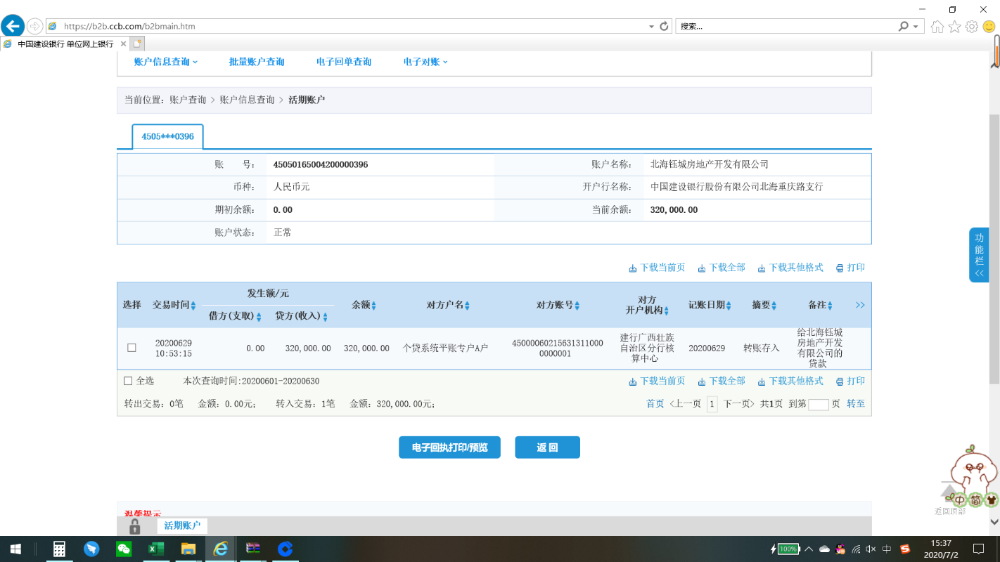 https://b2b.ccb.com/b2bmain.htm
搜索...
中国建设银行 单位网上银行
账户信息查询 批量账户查询 电子回单查询 电子对账
当前位置: 账户查询 > 账户信息查询 > 活期账户
4505***0396
账 号: 45050165004200000396 账户名称: 北海钰城房地产开发有限公司
币种: 人民币元 开户行名称: 中国建设银行股份有限公司北海重庆路支行
期初余额: 0.00 当前余额: 320,000.00
账户状态: 正常
功能栏 <<
下载当前页 下载全部 下载其他格式 打印
选择 交易时间 发生额/元 借方(支取) 贷方(收入) 余额 对方户名 对方账号 对方开户机构 记账日期 摘要 备注 >>
20200629 10:53:15 0.00 320,000.00 320,000.00 个贷系统平账专户A户 450000602156313110000000001 建行广西壮族自治区分行核算中心 20200629 转账存入 给北海钰城房地产开发有限公司的贷款
全选 本次查询时间:20200601-20200630 下载当前页 下载全部 下载其他格式 打印
转出交易: 0笔 金额: 0.00元; 转入交易: 1笔 金额: 320,000.00元; 首页 <上一页 1 下一页> 共1页 到第 页 转至
电子回执打印/预览 返 回
温馨提示
中 简
返回顶部
活期账户
100% 中 15:37
2020/7/2